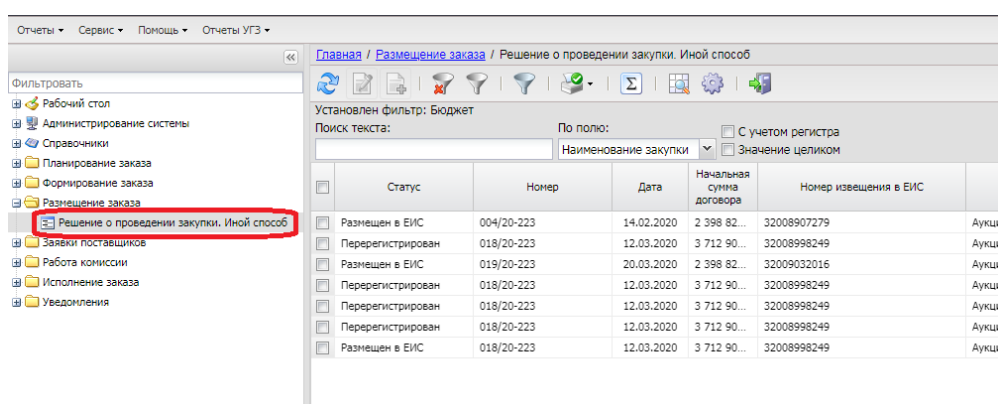 Отчеты Сервис Помощь Отчеты УГЗ
Главная / Размещение заказа / Решение о проведении закупки. Иной способ
Фильтровать
Рабочий стол
Администрирование системы
Справочники
Планирование заказа
Формирование заказа
Размещение заказа
Решение о проведении закупки. Иной способ
Заявки поставщиков
Работа комиссии
Исполнение заказа
Уведомления
Установлен фильтр: Бюджет
Поиск текста: По полю:
Наименование закупки
С учетом регистра
Значение целиком
Статус Номер Дата Начальная сумма договора Номер извещения в ЕИС
Размещен в ЕИС 004/20-223 14.02.2020 2 398 82... 32008907279 Аукци
Перерегистрирован 018/20-223 12.03.2020 3 712 90... 32008998249 Аукци
Размещен в ЕИС 019/20-223 20.03.2020 2 398 82... 32009032016 Аукци
Перерегистрирован 018/20-223 12.03.2020 3 712 90... 32008998249 Аукци
Перерегистрирован 018/20-223 12.03.2020 3 712 90... 32008998249 Аукци
Перерегистрирован 018/20-223 12.03.2020 3 712 90... 32008998249 Аукци
Размещен в ЕИС 018/20-223 12.03.2020 3 712 90... 32008998249 Аукци